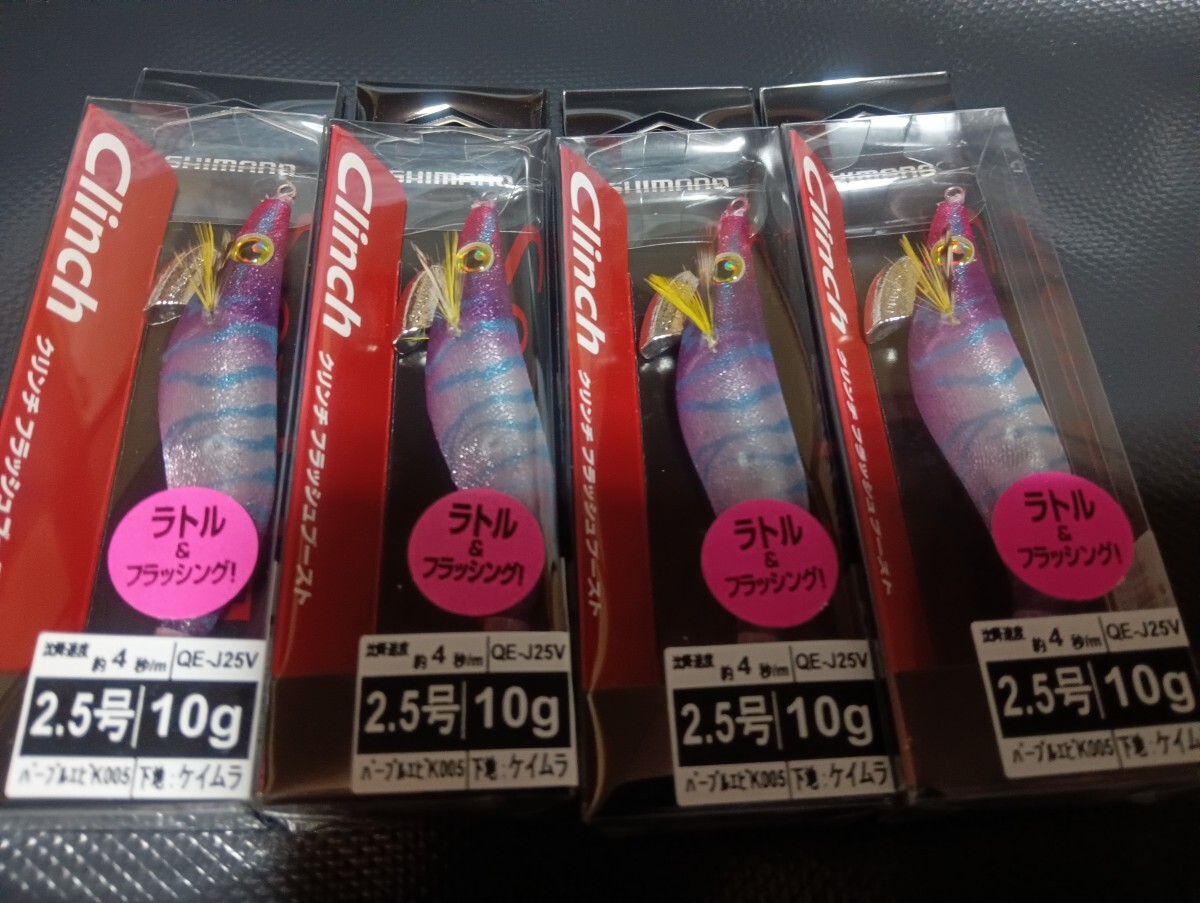 SHIMANO
Clinch クリンチ フラッシュブ
ラトル
&
フラッシング!
沈降速度 約4秒/m QE-J25V
2.5号 10g
パープルエビK005 下地:ケイムラ
SHIMANO
Clinch クリンチ フラッシュブースト
ラトル
&
フラッシング!
沈降速度 約4秒/m QE-J25V
2.5号 10g
パープルエビK005 下地:ケイムラ
SHIMANO
Clinch クリンチ フラッシュブースト
ラトル
&
フラッシング!
沈降速度 約4秒/m QE-J25V
2.5号 10g
パープルエビK005 下地:ケイムラ
SHIMANO
Clinch クリンチ フラッシュブースト
ラトル
&
フラッシング!
沈降速度 約4秒/m QE-J25V
2.5号 10g
パープルエビK005 下地:ケイムラ